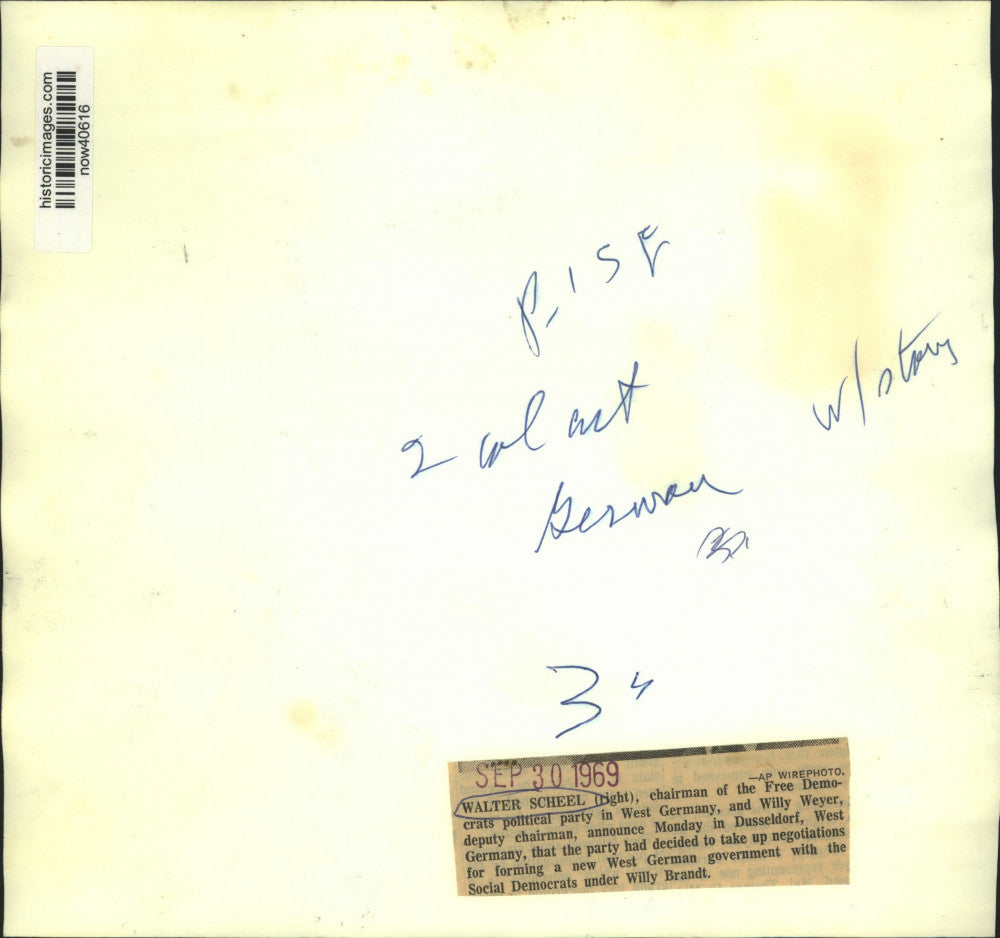 historicimages.com
now40616
P-1 SF
2 col cut
w/story
German
3"
SEP 30 1969
—AP WIREPHOTO.
WALTER SCHEEL (right), chairman of the Free Demo-
crats political party in West Germany, and Willy Weyer,
deputy chairman, announce Monday in Dusseldorf, West
Germany, that the party had decided to take up negotiations
for forming a new West German government with the
Social Democrats under Willy Brandt.